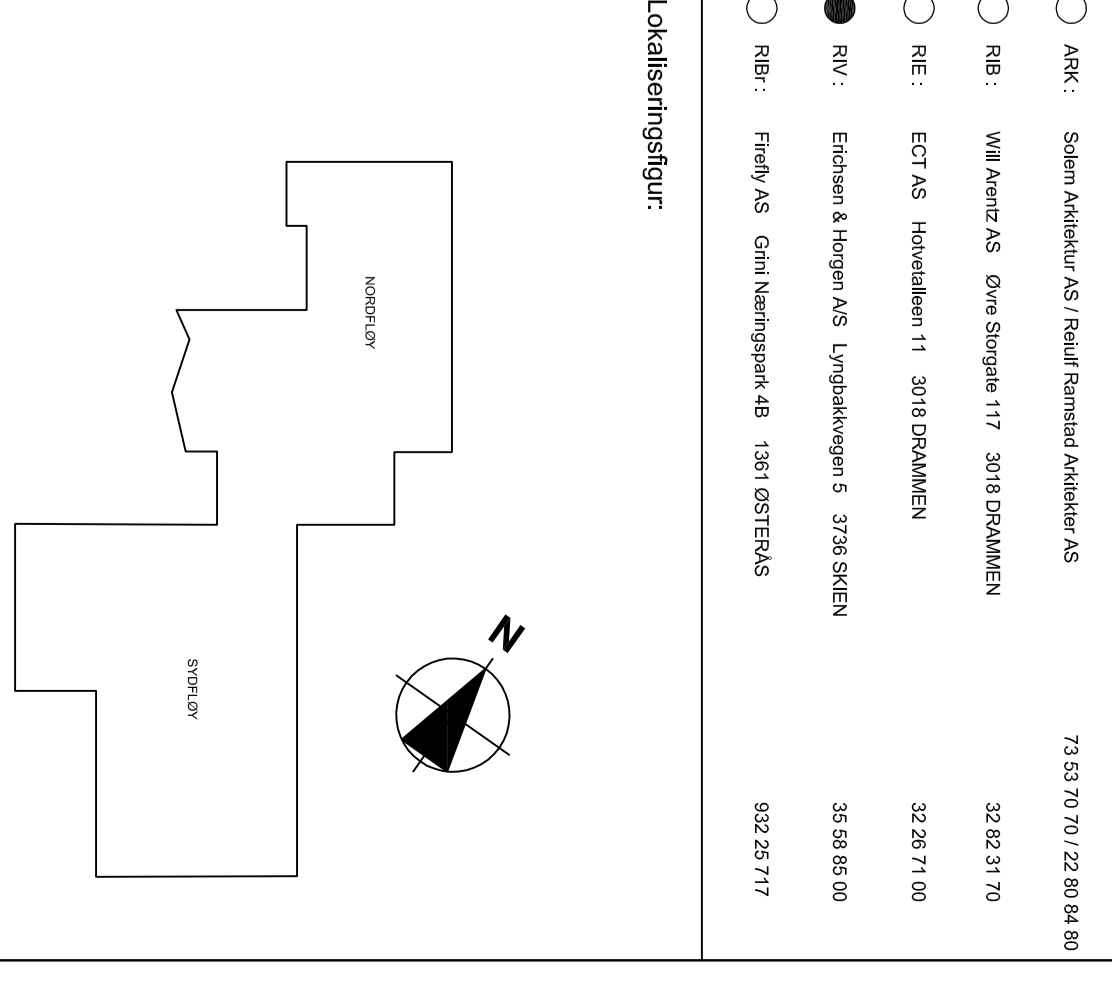 ARK : Solem Arkitektur AS / Reiulf Ramstad Arkitekter AS 73 53 70 70 / 22 80 84 80
RIB : Will Arentz AS Øvre Storgate 117 3018 DRAMMEN 32 82 31 70
RIE : ECT AS Hotvetalleen 11 3018 DRAMMEN 32 26 71 00
RIV : Erichsen & Horgen A/S Lyngbakkvegen 5 3736 SKIEN 35 58 85 00
RIBr : Firefly AS Grini Næringspark 4B 1361 ØSTERÅS 932 25 717
Lokaliseringsfigur:
N
NORDFLØY
SYDFLØY